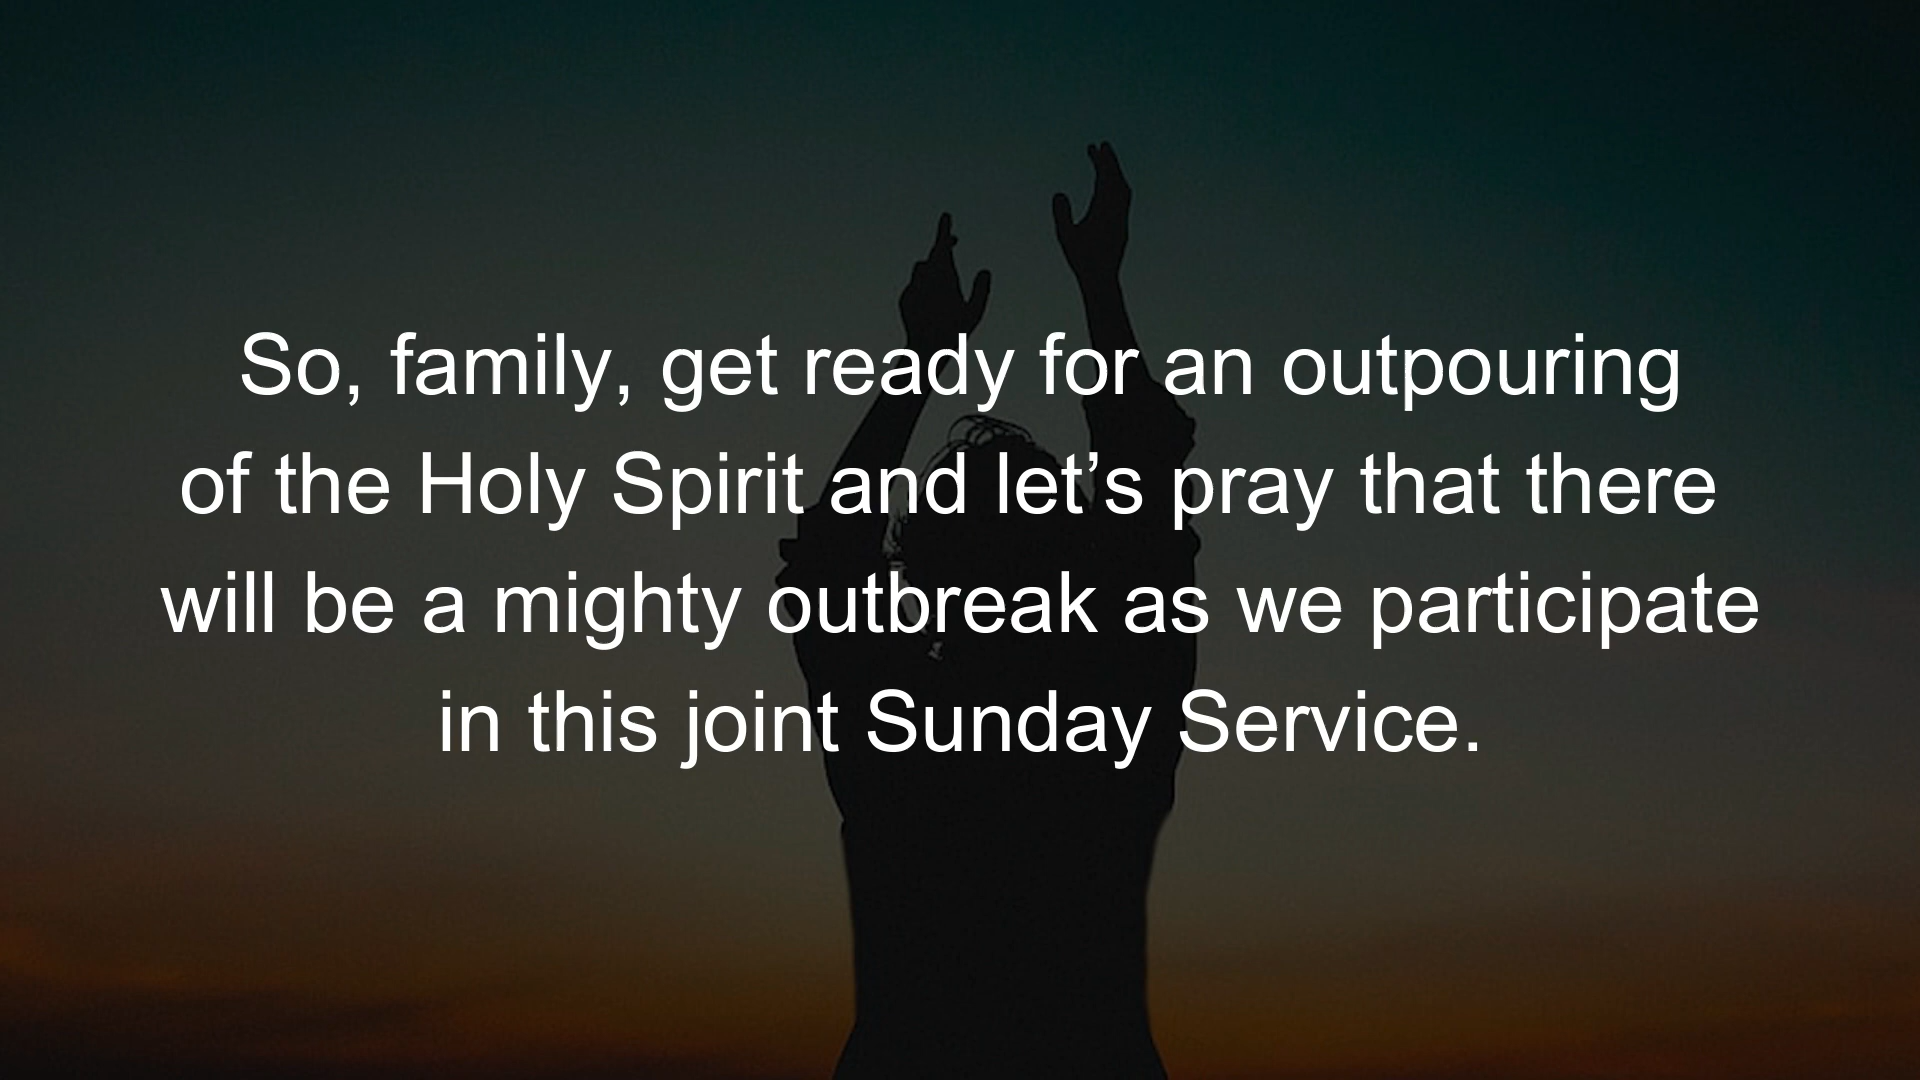 So, family, get ready for an outpouring
of the Holy Spirit and let’s pray that there
will be a mighty outbreak as we participate
in this joint Sunday Service.